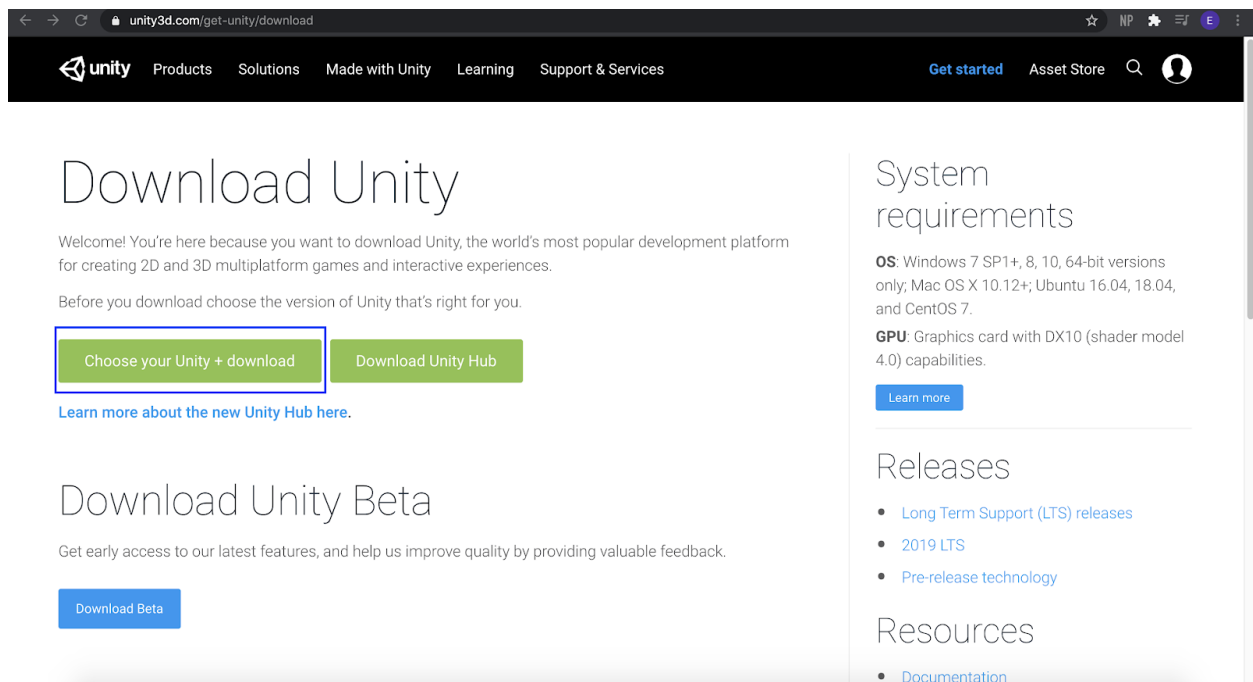 unity3d.com/get-unity/download
NP
E
unity
Products
Solutions
Made with Unity
Learning
Support & Services
Get started
Asset Store
Download Unity
Welcome! You're here because you want to download Unity, the world's most popular development platform
for creating 2D and 3D multiplatform games and interactive experiences.
Before you download choose the version of Unity that's right for you.
Choose your Unity + download
Download Unity Hub
Learn more about the new Unity Hub here.
Download Unity Beta
Get early access to our latest features, and help us improve quality by providing valuable feedback.
Download Beta
System
requirements
OS: Windows 7 SP1+, 8, 10, 64-bit versions
only; Mac OS X 10.12+; Ubuntu 16.04, 18.04,
and CentOS 7.
GPU: Graphics card with DX10 (shader model
4.0) capabilities.
Learn more
Releases
Long Term Support (LTS) releases
2019 LTS
Pre-release technology
Resources
Documentation